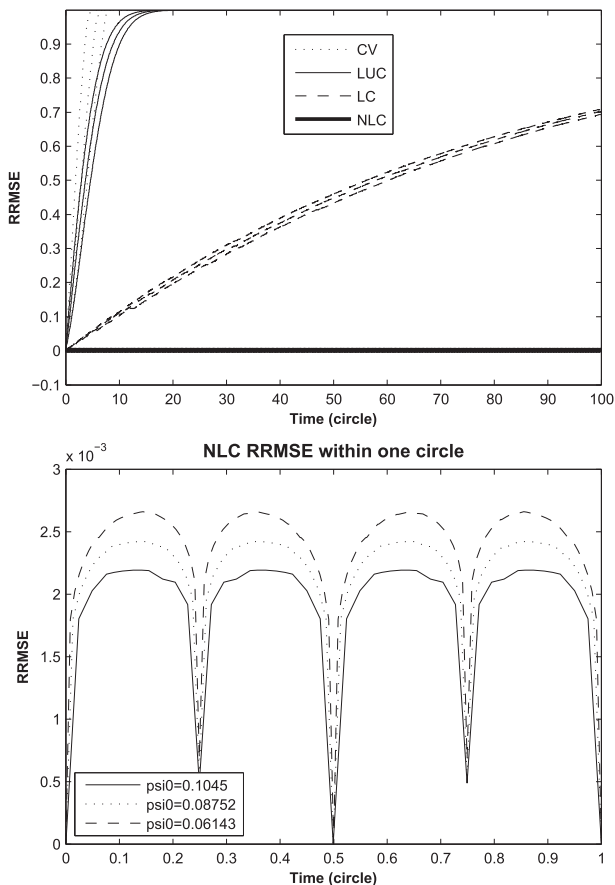 0.9
0.8
0.7
0.6
0.5
0.4
0.3
0.2
0.1
0
−0.1
RRMSE
CV
LUC
LC
NLC
0 10 20 30 40 50 60 70 80 90 100
Time (circle)
NLC RRMSE within one circle
x 10⁻³
3
2.5
2
1.5
1
0.5
0
RRMSE
psi0=0.1045
psi0=0.08752
psi0=0.06143
0 0.1 0.2 0.3 0.4 0.5 0.6 0.7 0.8 0.9 1
Time (circle)